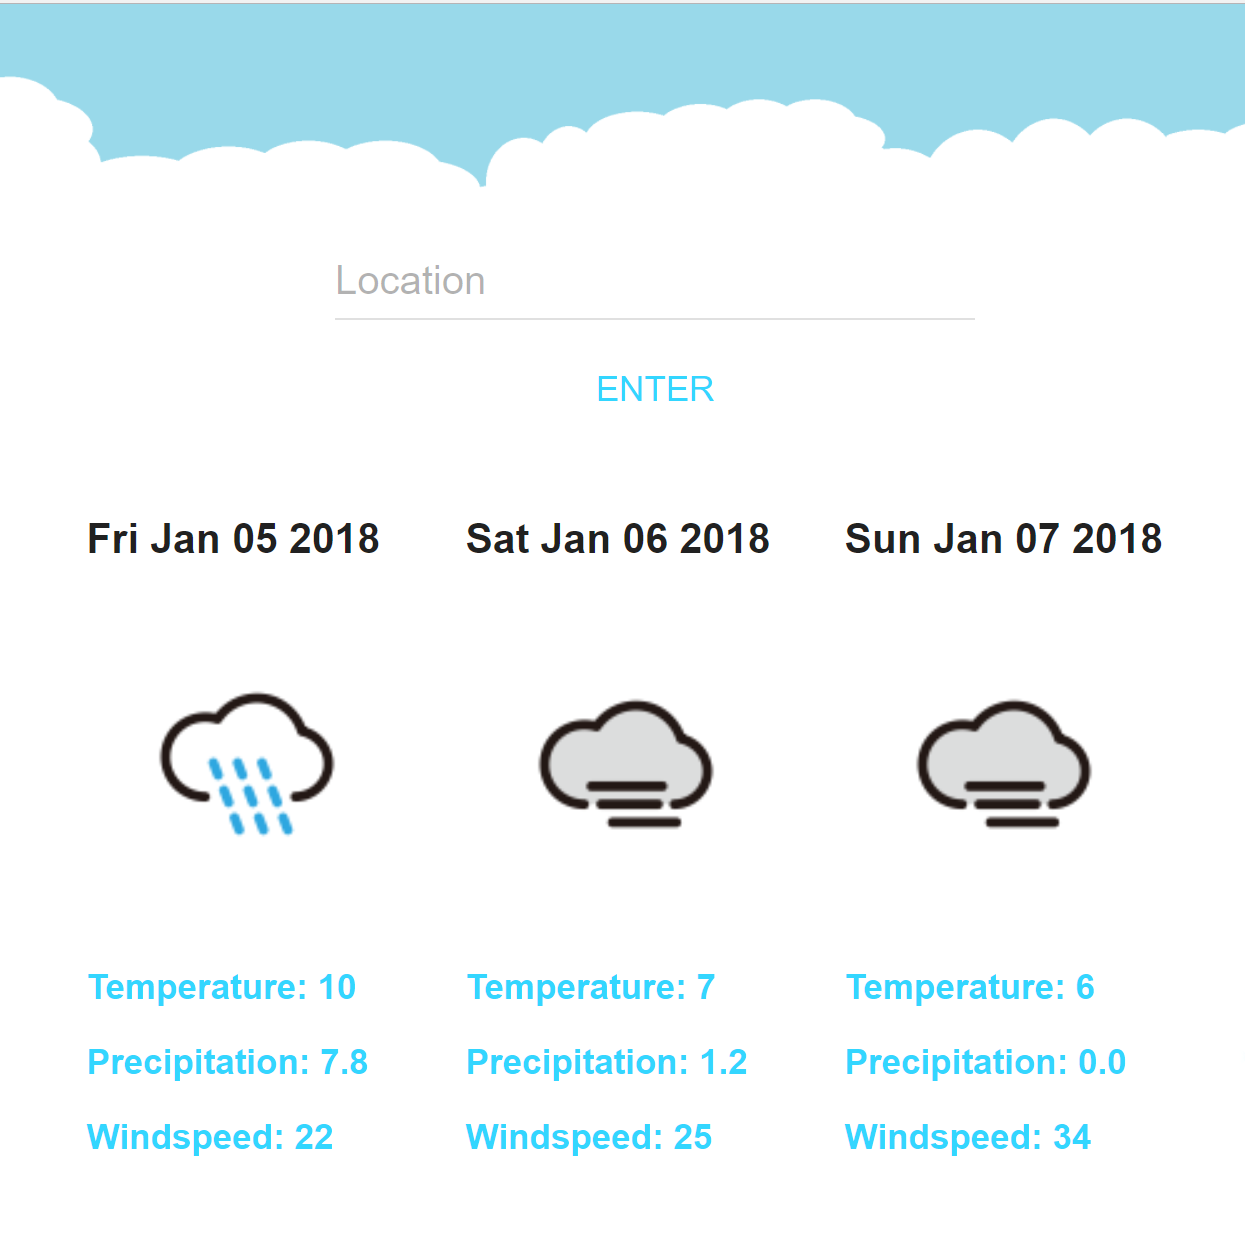 Location
ENTER
Fri Jan 05 2018
Sat Jan 06 2018
Sun Jan 07 2018
Temperature: 10
Precipitation: 7.8
Windspeed: 22
Temperature: 7
Precipitation: 1.2
Windspeed: 25
Temperature: 6
Precipitation: 0.0
Windspeed: 34